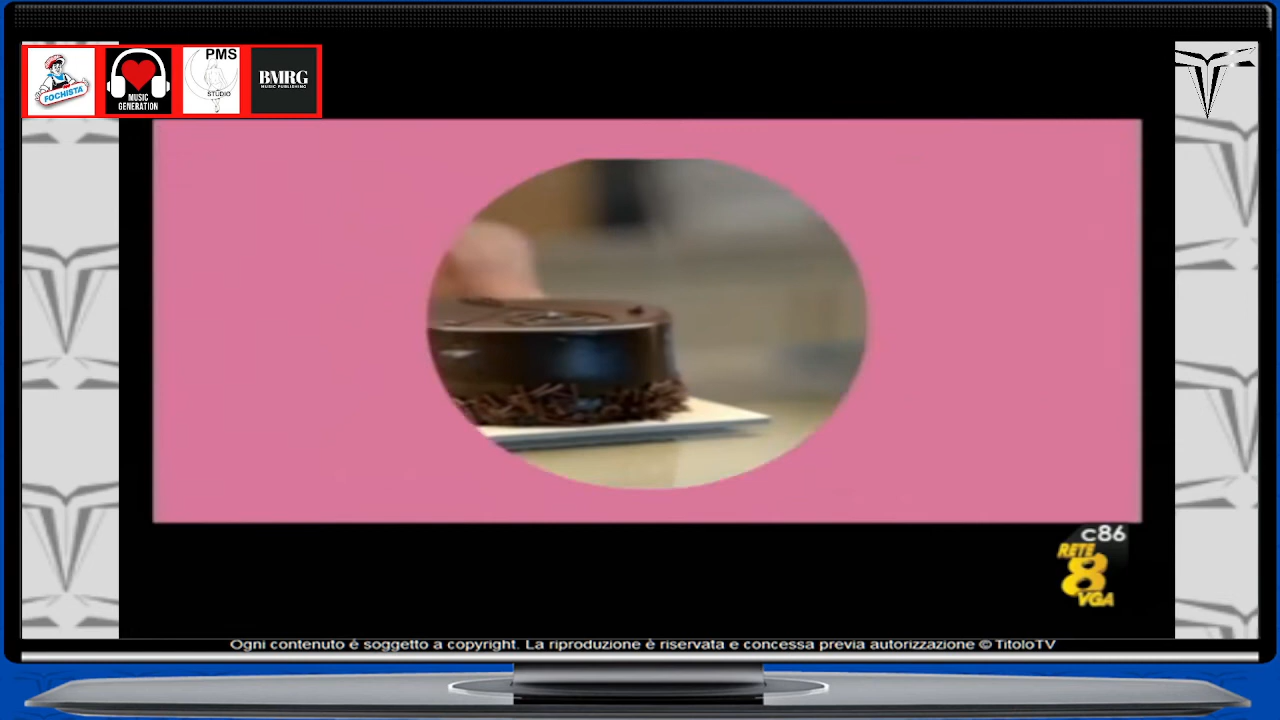 FOCHISTA
MUSIC
GENERATION
PMS
STUDIO
BMRG
MUSIC PUBLISHING
c86
RETE
8
VGA
Ogni contenuto é soggetto a copyright. La riproduzione è riservata e concessa previa autorizzazione © TitoloTV